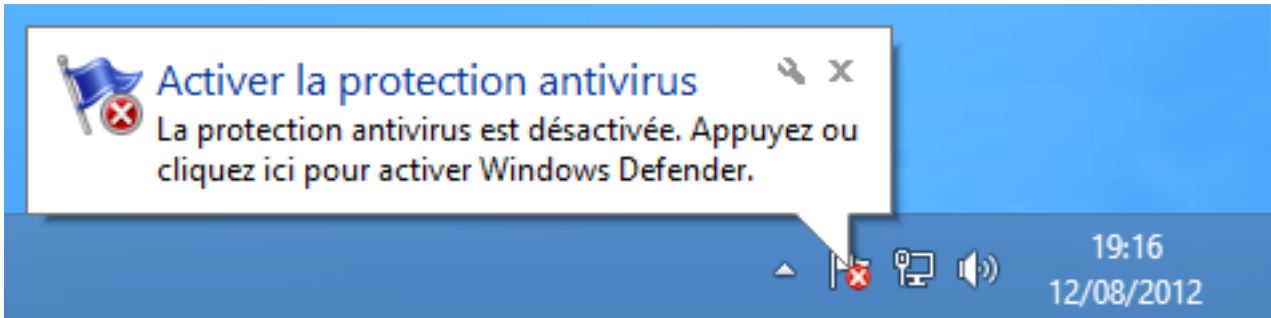 Activer la protection antivirus
La protection antivirus est désactivée. Appuyez ou
cliquez ici pour activer Windows Defender.
19:16
12/08/2012